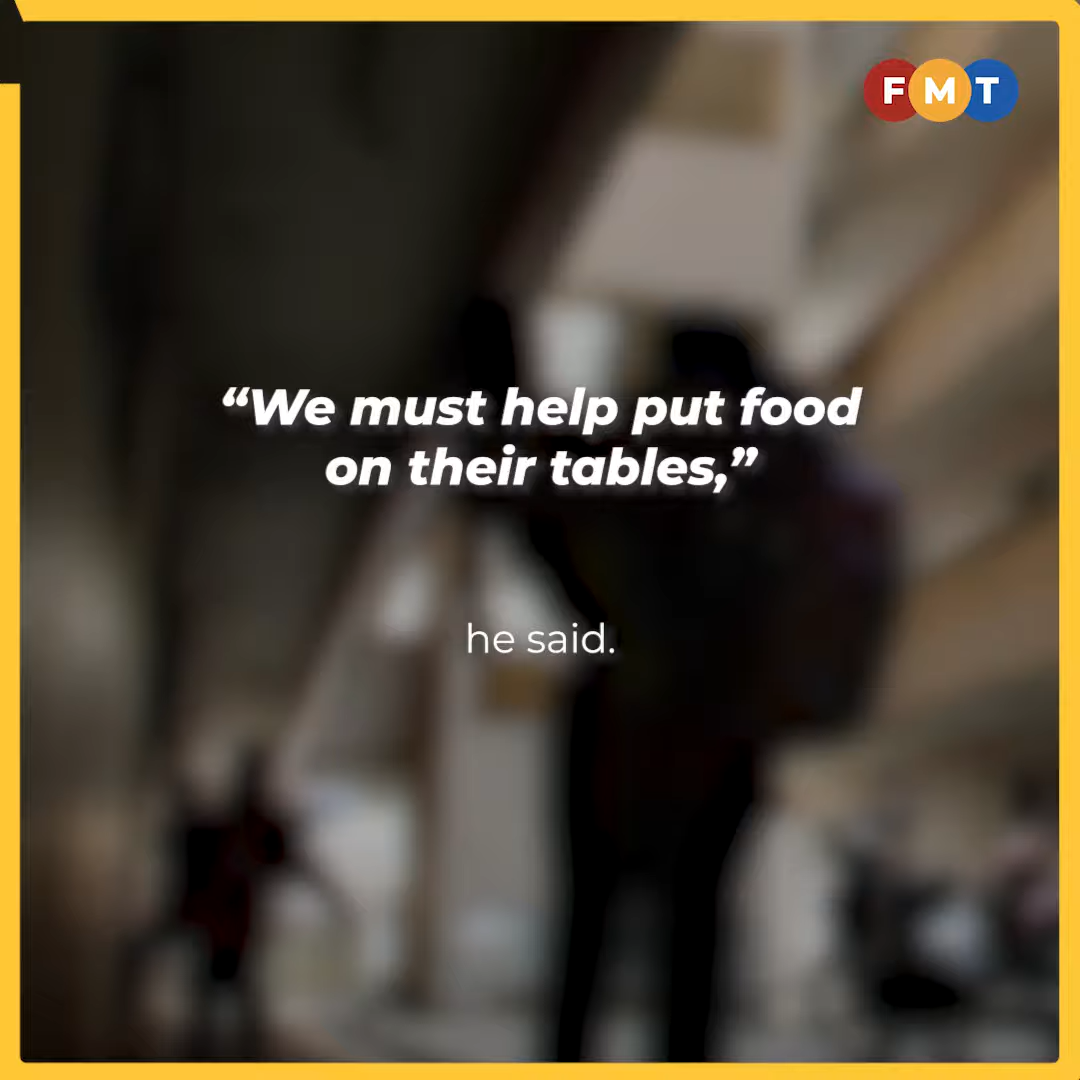 FMT
“We must help put food
on their tables,”
he said.